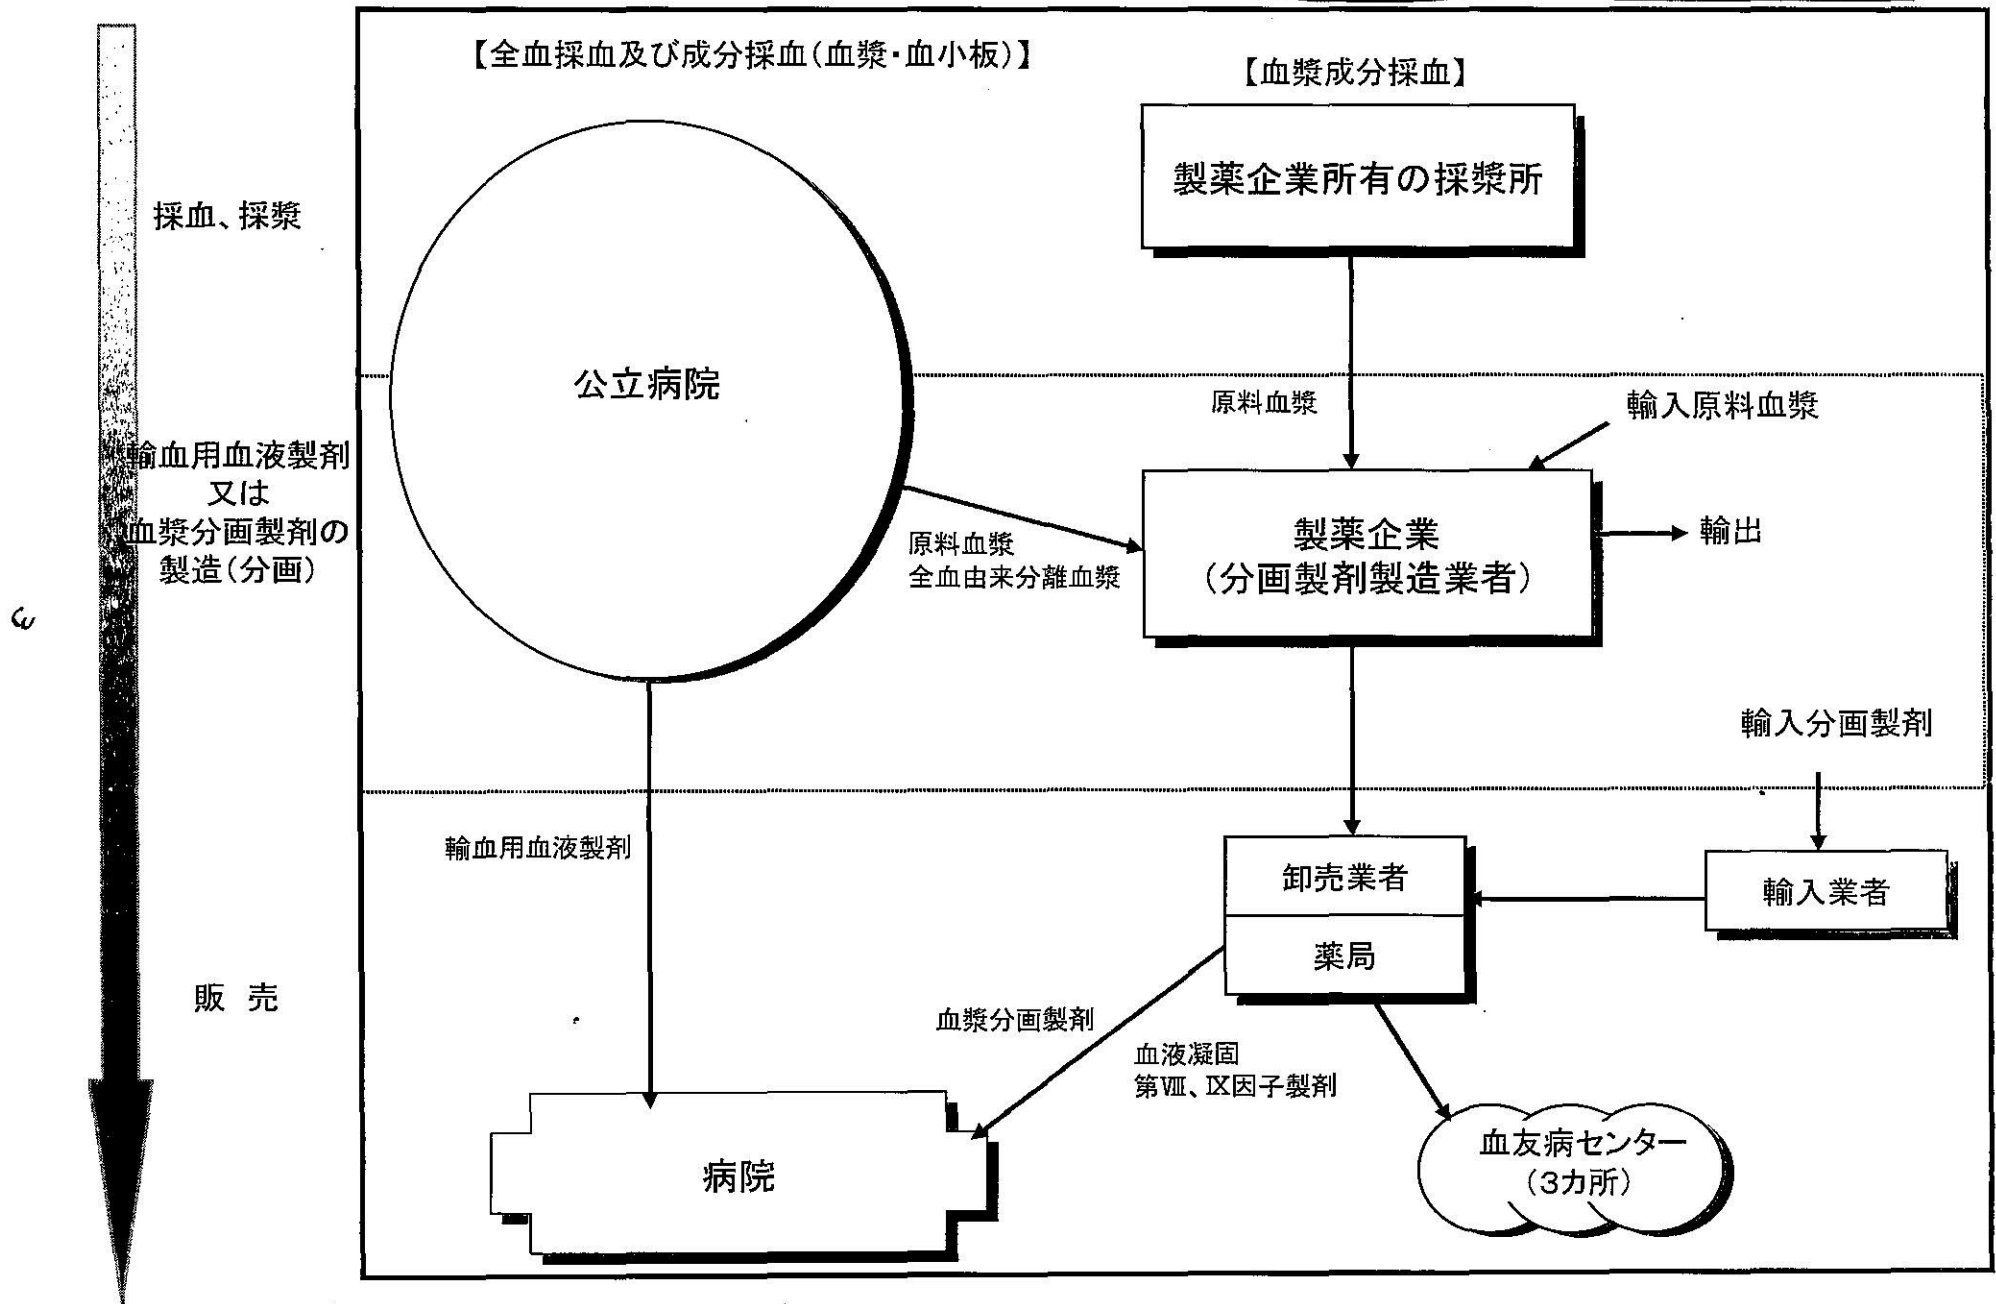 【全血採血及び成分採血(血漿・血小板)】
【血漿成分採血】
製薬企業所有の採漿所
採血、採漿
公立病院
原料血漿
輸入原料血漿
輸血用血液製剤
又は
血漿分画製剤の
製造(分画)
製薬企業
(分画製剤製造業者)
輸出
原料血漿
全血由来分離血漿
3
輸入分画製剤
輸血用血液製剤
卸売業者
輸入業者
薬局
販 売
血漿分画製剤
血液凝固
第Ⅷ、Ⅸ因子製剤
病院
血友病センター
(3カ所)